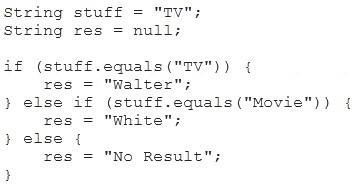 String stuff = "TV";
String res = null;

if (stuff.equals("TV")) {
    res = "Walter";
} else if (stuff.equals("Movie")) {
    res = "White";
} else {
    res = "No Result";
}